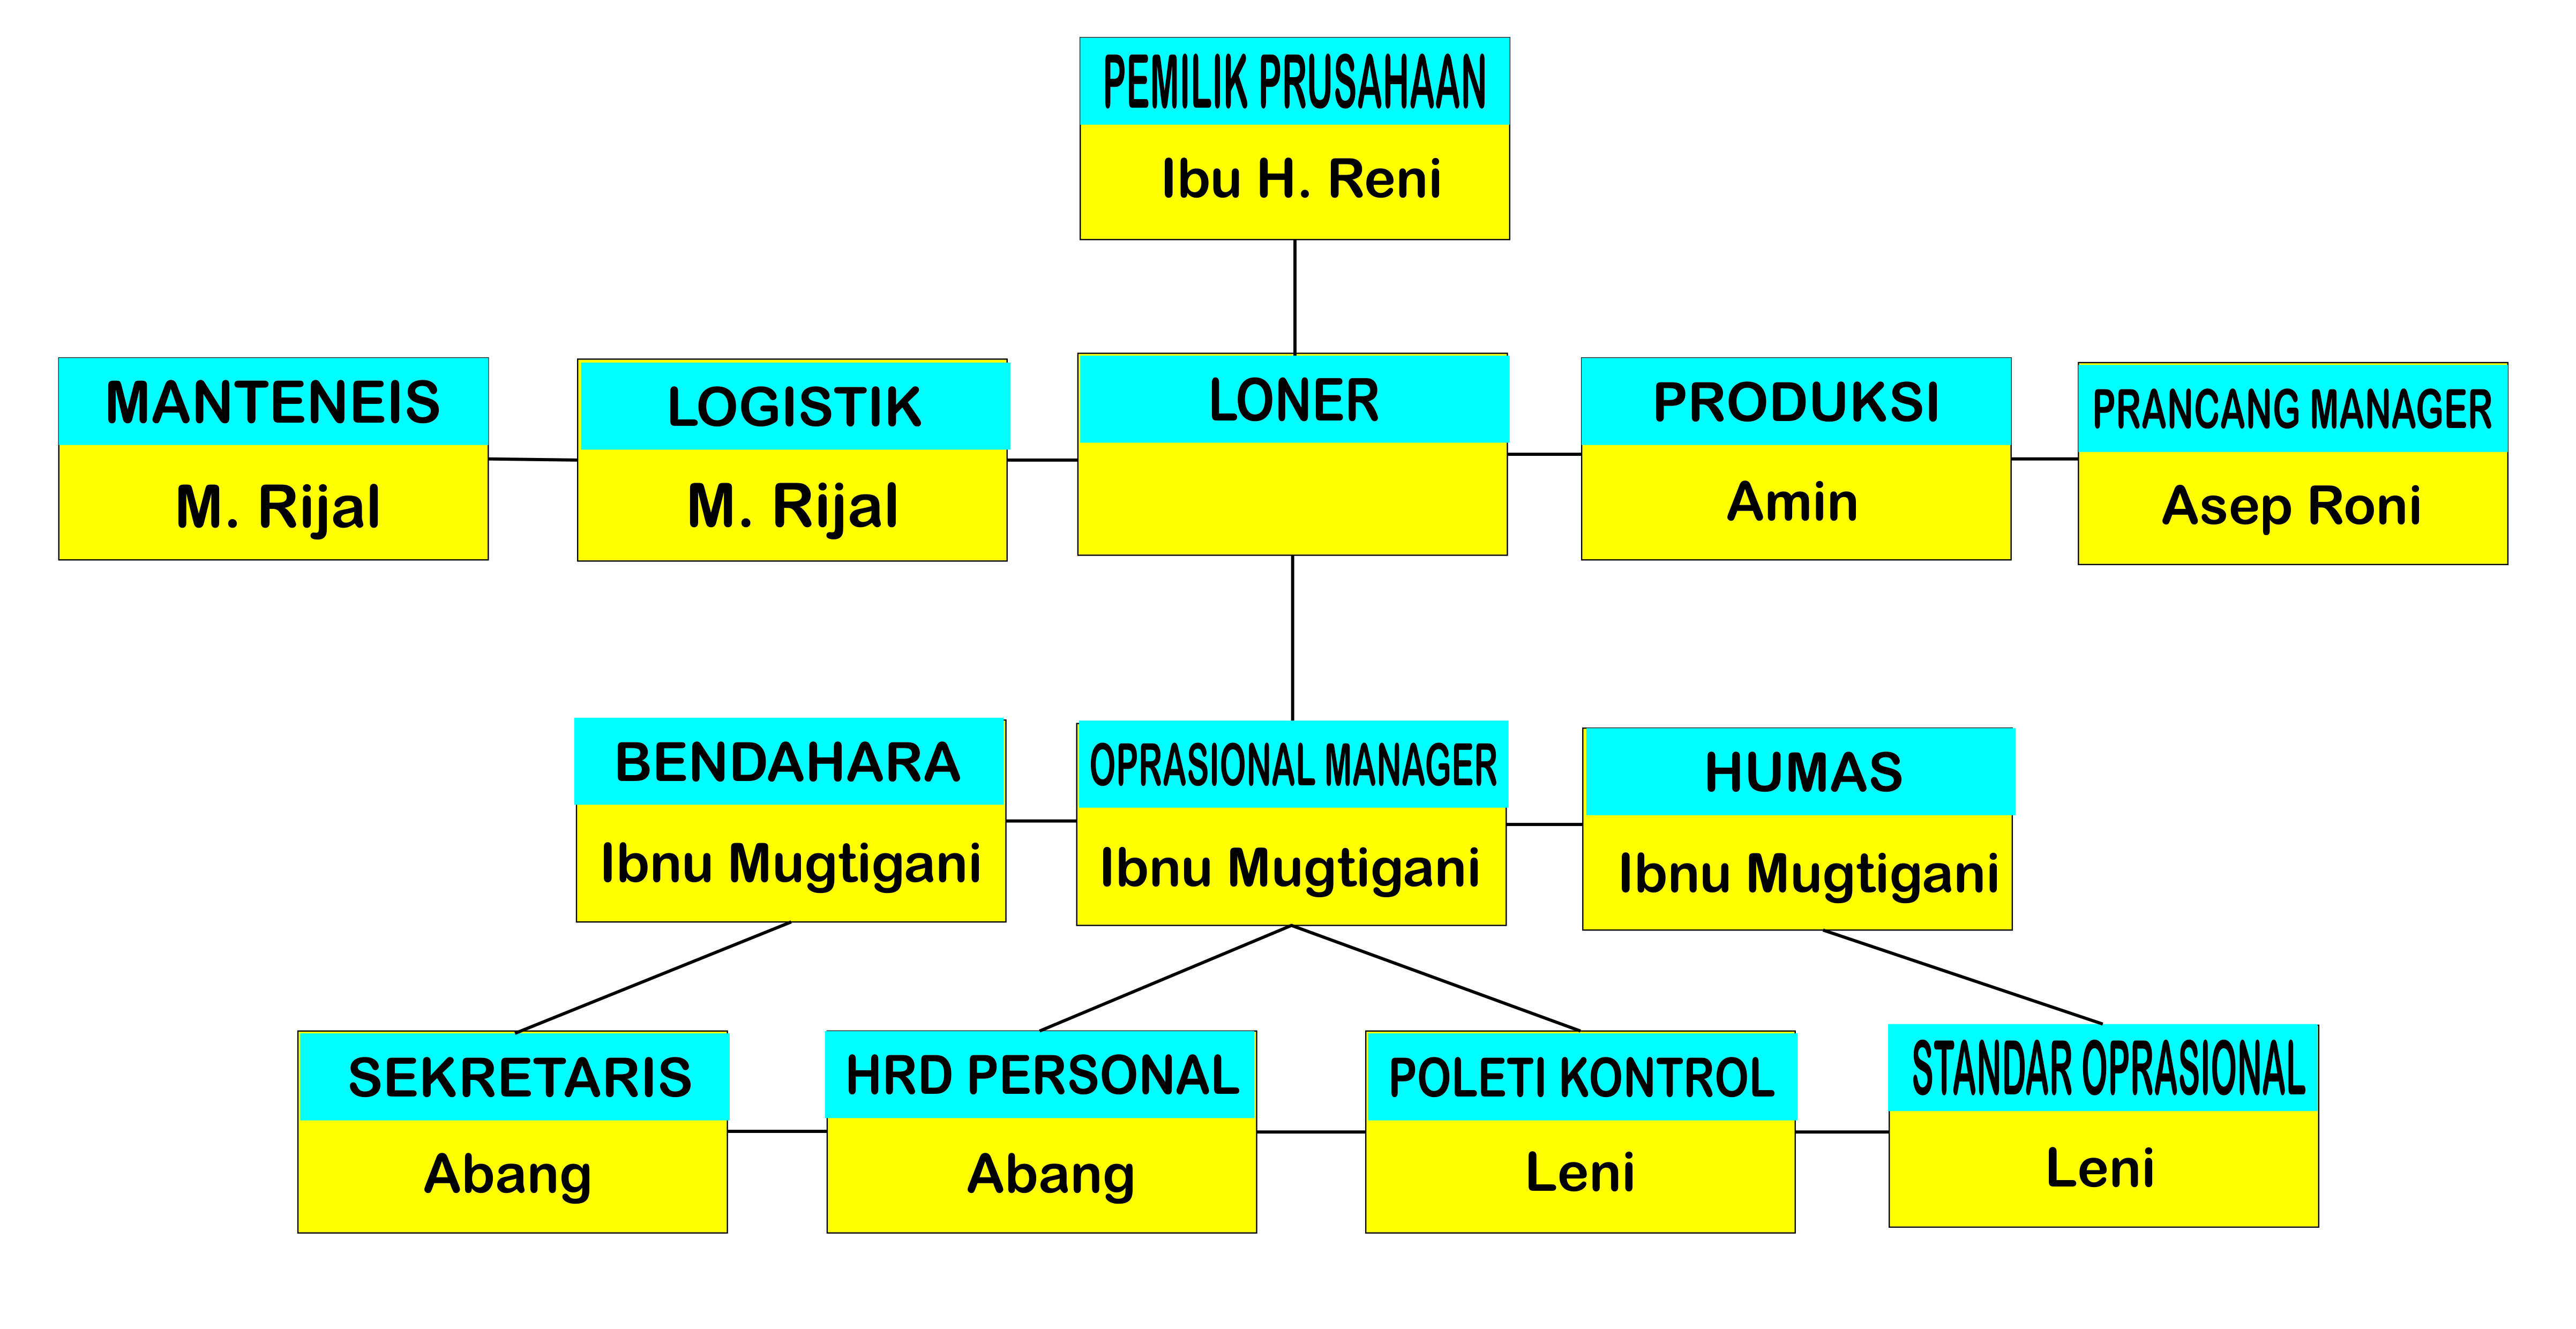 PEMILIK PRUSAHAAN
Ibu H. Reni
MANTENEIS
M. Rijal
LOGISTIK
M. Rijal
LONER
PRODUKSI
Amin
PRANCANG MANAGER
Asep Roni
BENDAHARA
Ibnu Mugtigani
OPRASIONAL MANAGER
Ibnu Mugtigani
HUMAS
Ibnu Mugtigani
SEKRETARIS
Abang
HRD PERSONAL
Abang
POLETI KONTROL
Leni
STANDAR OPRASIONAL
Leni